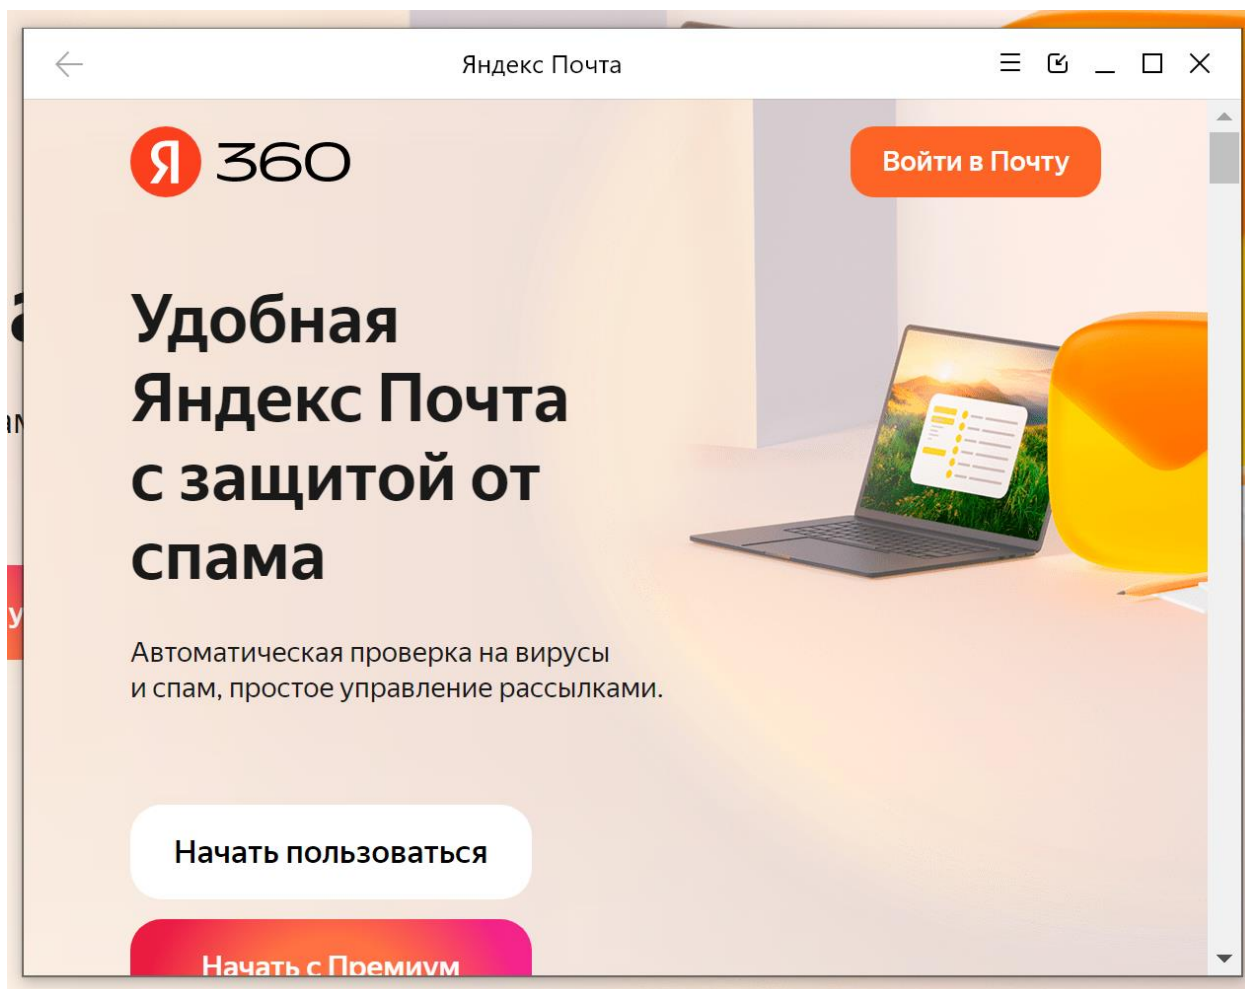 Яндекс Почта
Я 360
Войти в Почту
Удобная
Яндекс Почта
с защитой от
спама
Автоматическая проверка на вирусы
и спам, простое управление рассылками.
Начать пользоваться
Начать с Премиум